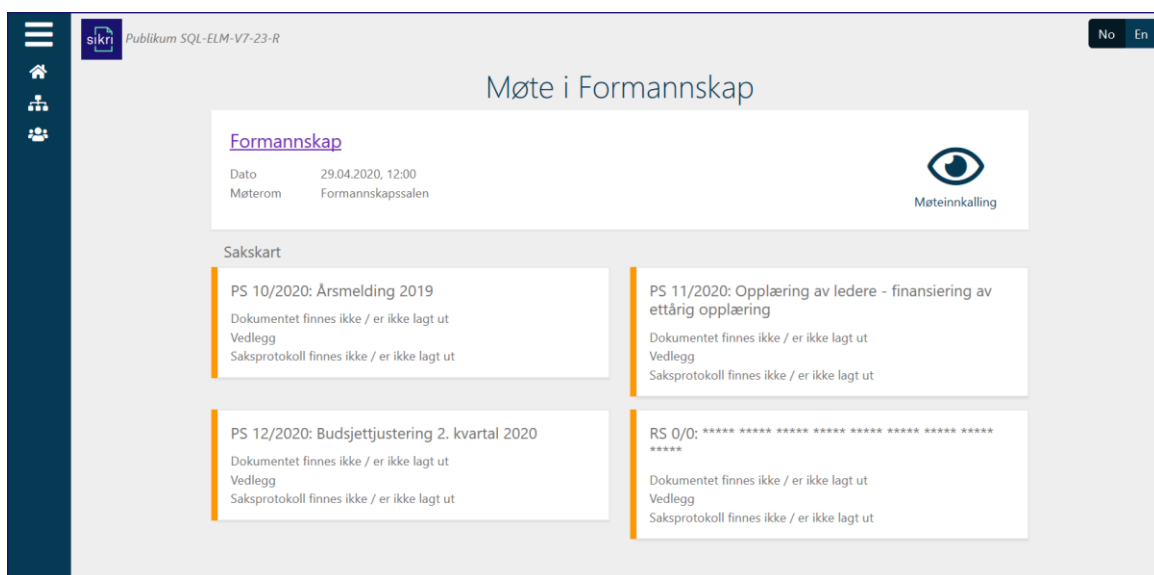 sikri
Publikum SQL-ELM-V7-23-R
No En
Møte i Formannskap
Formannskap
Dato 29.04.2020, 12:00
Møterom Formannskapssalen
Møteinnkalling
Sakskart
PS 10/2020: Årsmelding 2019
Dokumentet finnes ikke / er ikke lagt ut
Vedlegg
Saksprotokoll finnes ikke / er ikke lagt ut
PS 11/2020: Opplæring av ledere - finansiering av
ettårig opplæring
Dokumentet finnes ikke / er ikke lagt ut
Vedlegg
Saksprotokoll finnes ikke / er ikke lagt ut
PS 12/2020: Budsjettjustering 2. kvartal 2020
Dokumentet finnes ikke / er ikke lagt ut
Vedlegg
Saksprotokoll finnes ikke / er ikke lagt ut
RS 0/0: ***** ***** ***** ***** ***** ***** ***** *****
*****
Dokumentet finnes ikke / er ikke lagt ut
Vedlegg
Saksprotokoll finnes ikke / er ikke lagt ut